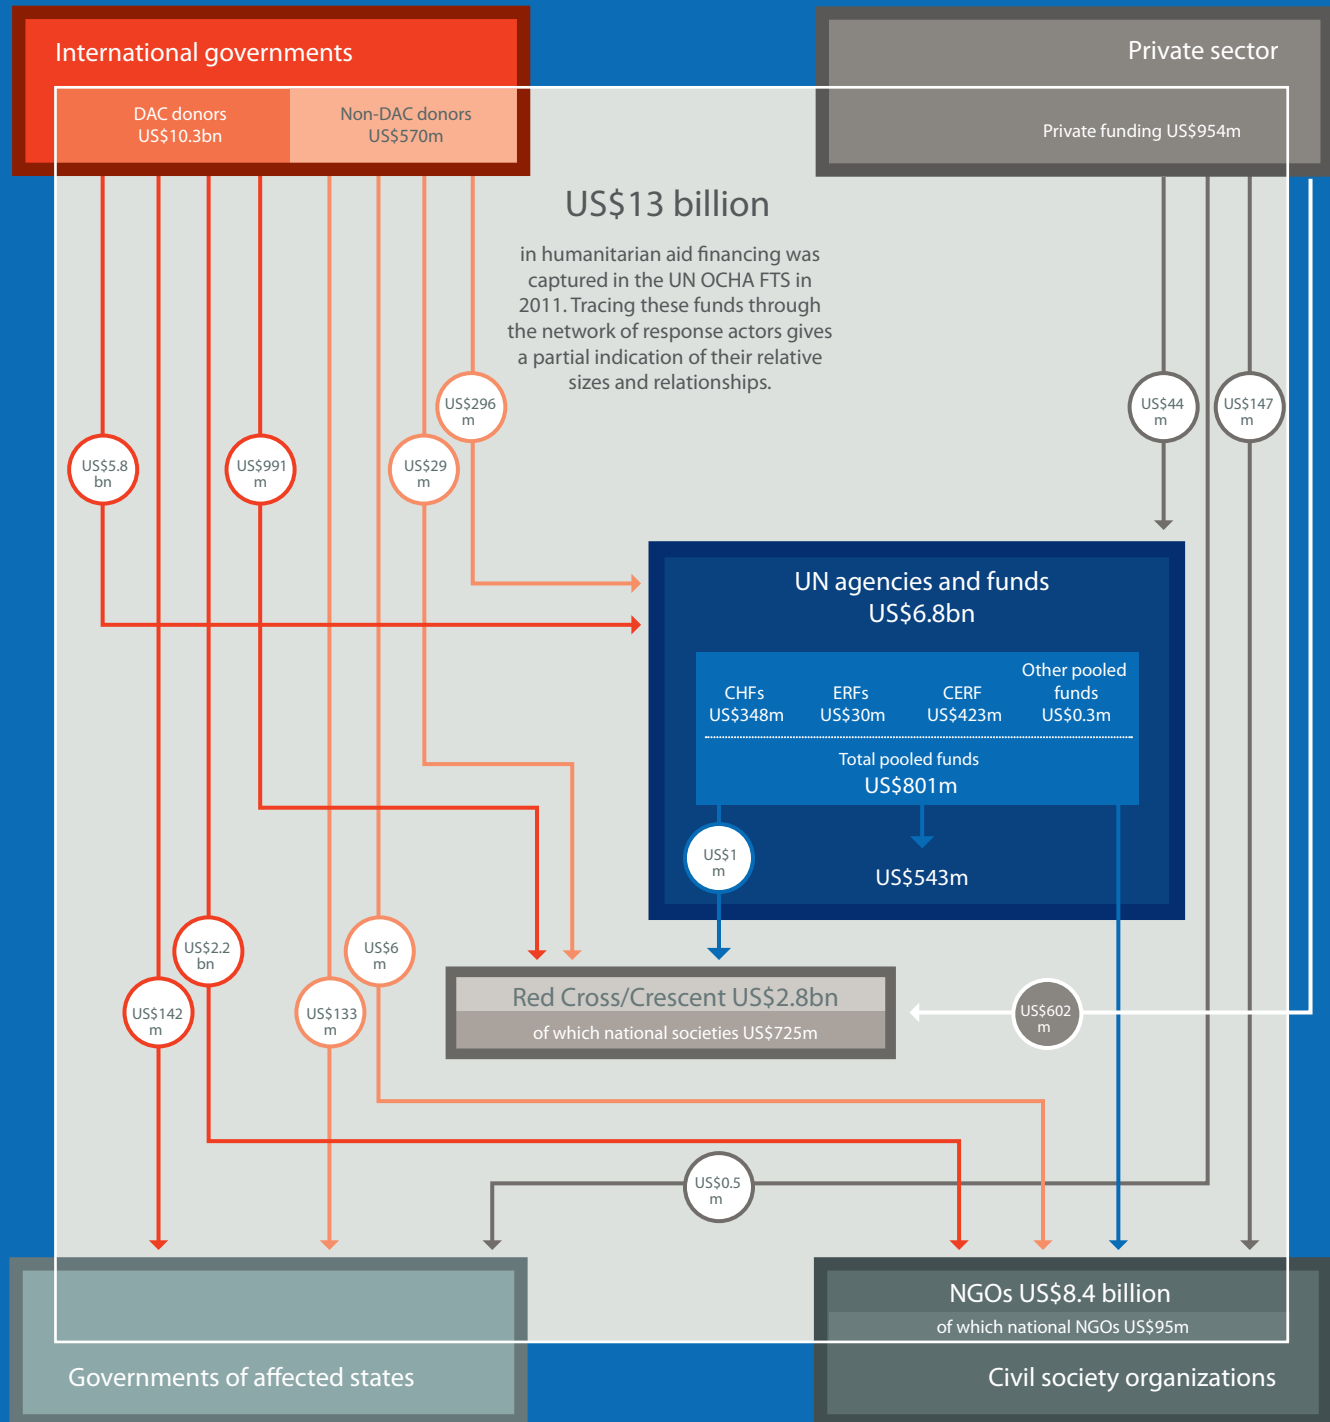 International governments
Private sector
DAC donors
US$10.3bn
Non-DAC donors
US$570m
Private funding US$954m
US$13 billion
in humanitarian aid financing was
captured in the UN OCHA FTS in
2011. Tracing these funds through
the network of response actors gives
a partial indication of their relative
sizes and relationships.
US$296
m
US$44
m
US$147
m
US$5.8
bn
US$991
m
US$29
m
UN agencies and funds
US$6.8bn
CHFs
US$348m
ERFs
US$30m
CERF
US$423m
Other pooled
funds
US$0.3m
Total pooled funds
US$801m
US$1
m
US$543m
US$2.2
bn
US$6
m
US$142
m
US$133
m
Red Cross/Crescent US$2.8bn
of which national societies US$725m
US$602
m
US$0.5
m
NGOs US$8.4 billion
of which national NGOs US$95m
Governments of affected states
Civil society organizations